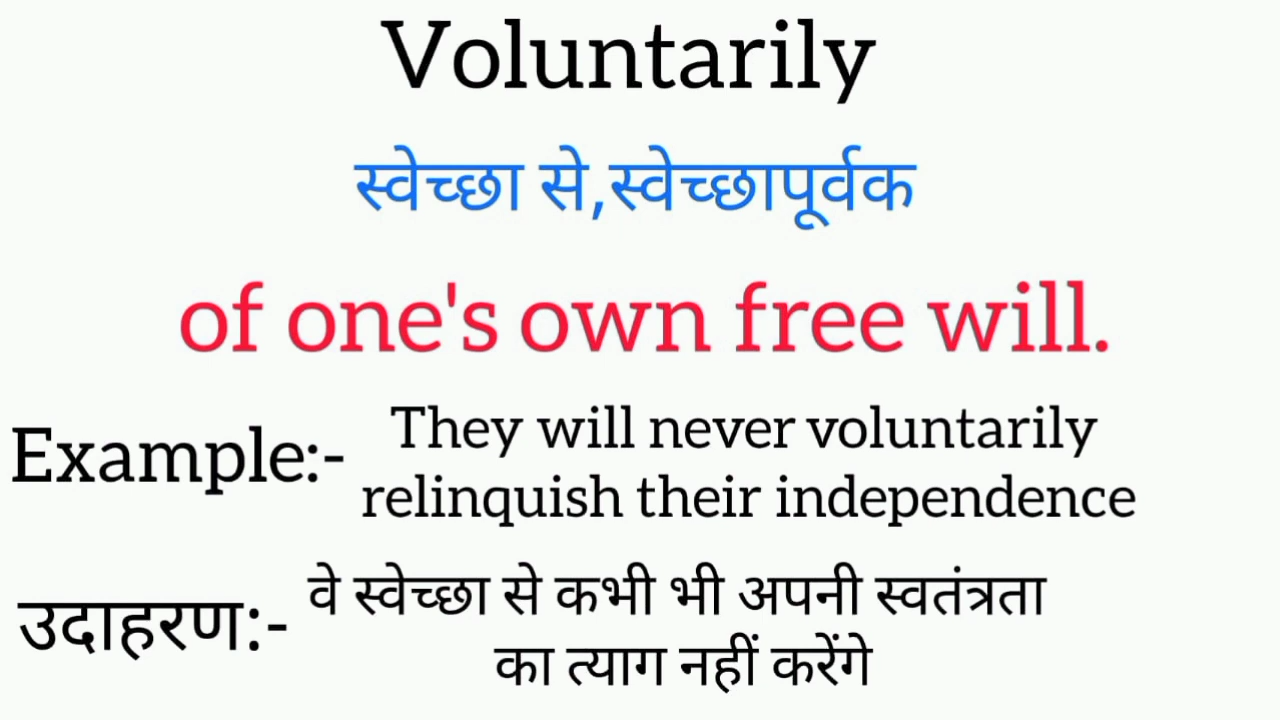 Voluntarily
स्वेच्छा से,स्वेच्छापूर्वक
of one's own free will.
Example:- They will never voluntarily
relinquish their independence
उदाहरण:- वे स्वेच्छा से कभी भी अपनी स्वतंत्रता
का त्याग नहीं करेंगे